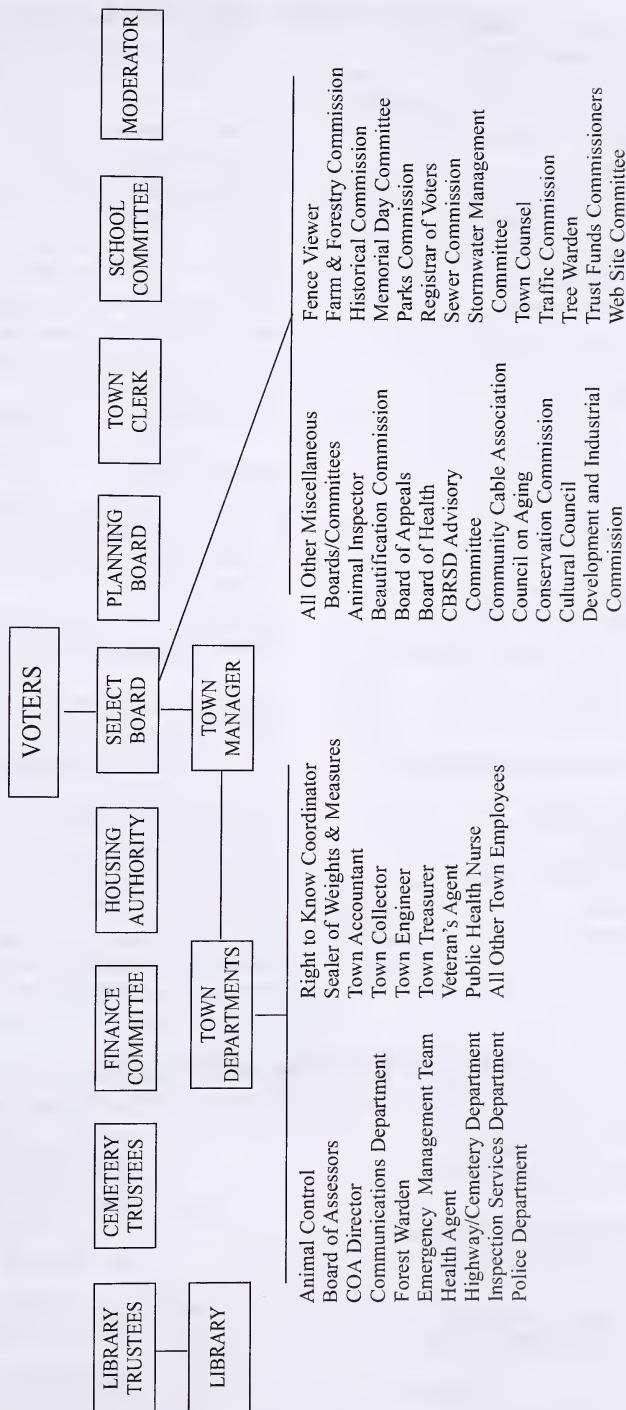 VOTERS
LIBRARY
TRUSTEES
CEMETERY
TRUSTEES
FINANCE
COMMITTEE
HOUSING
AUTHORITY
SELECT
BOARD
PLANNING
BOARD
TOWN
CLERK
SCHOOL
COMMITTEE
MODERATOR
LIBRARY
TOWN
DEPARTMENTS
TOWN
MANAGER
Animal Control
Board of Assessors
COA Director
Communications Department
Forest Warden
Emergency Management Team
Health Agent
Highway/Cemetery Department
Inspection Services Department
Police Department
Right to Know Coordinator
Sealer of Weights & Measures
Town Accountant
Town Collector
Town Engineer
Town Treasurer
Veteran's Agent
Public Health Nurse
All Other Town Employees
All Other Miscellaneous
Boards/Committees
Animal Inspector
Beautification Commission
Board of Appeals
Board of Health
CBRSD Advisory
Committee
Community Cable Association
Council on Aging
Conservation Commission
Cultural Council
Development and Industrial
Commission
Fence Viewer
Farm & Forestry Commission
Historical Commission
Memorial Day Committee
Parks Commission
Registrar of Voters
Sewer Commission
Stormwater Management
Committee
Town Counsel
Traffic Commission
Tree Warden
Trust Funds Commissioners
Web Site Committee